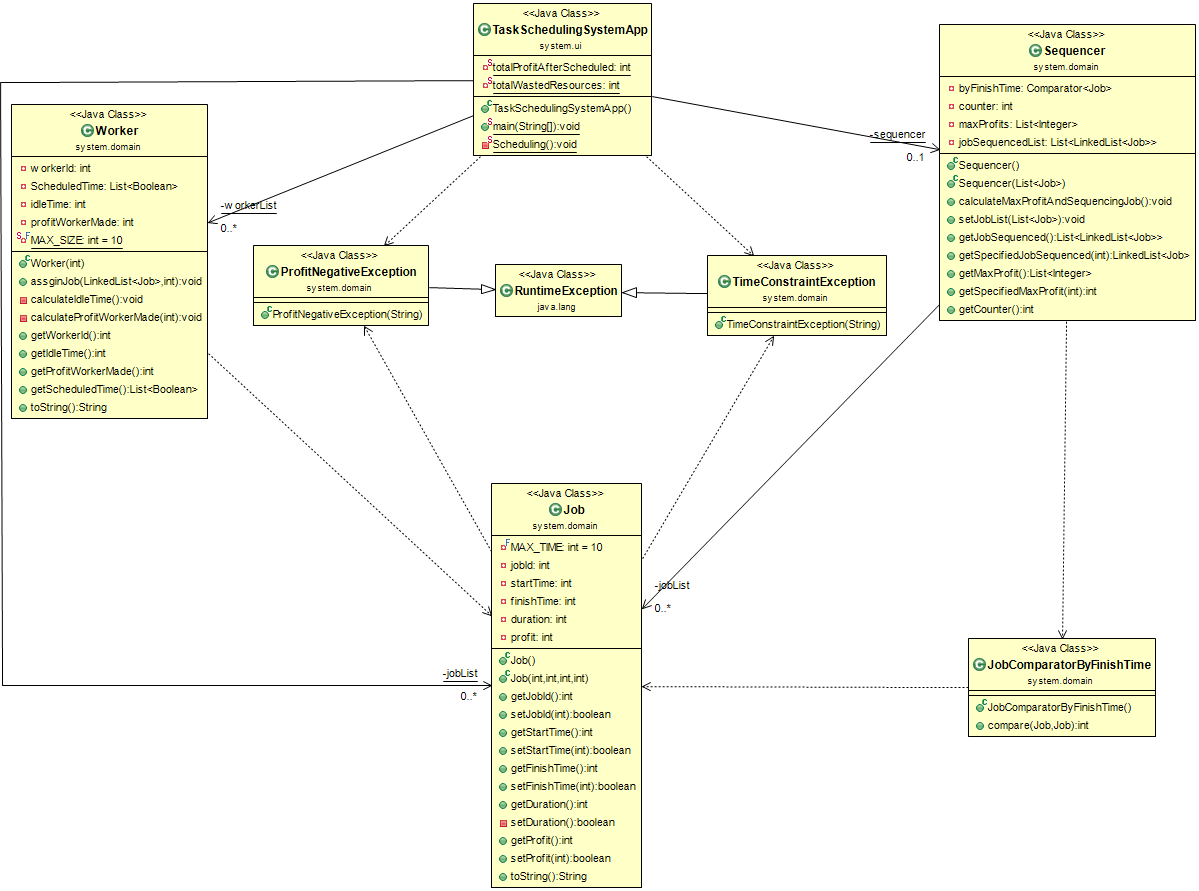 <<Java Class>>
TaskSchedulingSystemApp
system.ui
totalProfitAfterScheduled: int
totalWastedResources: int
TaskSchedulingSystemApp()
main(String[]):void
Scheduling():void
<<Java Class>>
Sequencer
system.domain
byFinishTime: Comparator<Job>
counter: int
maxProfits: List<Integer>
jobSequencedList: List<LinkedList<Job>>
Sequencer()
Sequencer(List<Job>)
calculateMaxProfitAndSequencingJob():void
setJobList(List<Job>):void
getJobSequenced():List<LinkedList<Job>>
getSpecifiedJobSequenced(int):LinkedList<Job>
getMaxProfit():List<Integer>
getSpecifiedMaxProfit(int):int
getCounter():int
<<Java Class>>
Worker
system.domain
workerId: int
ScheduledTime: List<Boolean>
idleTime: int
profitWorkerMade: int
MAX_SIZE: int = 10
Worker(int)
assginJob(LinkedList<Job>,int):void
calculateIdleTime():void
calculateProfitWorkerMade(int):void
getWorkerId():int
getIdleTime():int
getProfitWorkerMade():int
getScheduledTime():List<Boolean>
toString():String
-sequencer
0..1
-workerList
0..*
<<Java Class>>
ProfitNegativeException
system.domain
ProfitNegativeException(String)
<<Java Class>>
RuntimeException
java.lang
<<Java Class>>
TimeConstraintException
system.domain
TimeConstraintException(String)
<<Java Class>>
Job
system.domain
MAX_TIME: int = 10
jobId: int
startTime: int
finishTime: int
duration: int
profit: int
Job()
Job(int,int,int,int)
getJobId():int
setJobId(int):boolean
getStartTime():int
setStartTime(int):boolean
getFinishTime():int
setFinishTime(int):boolean
getDuration():int
setDuration():boolean
getProfit():int
setProfit(int):boolean
toString():String
-jobList
0..*
-jobList
0..*
<<Java Class>>
JobComparatorByFinishTime
system.domain
JobComparatorByFinishTime()
compare(Job,Job):int